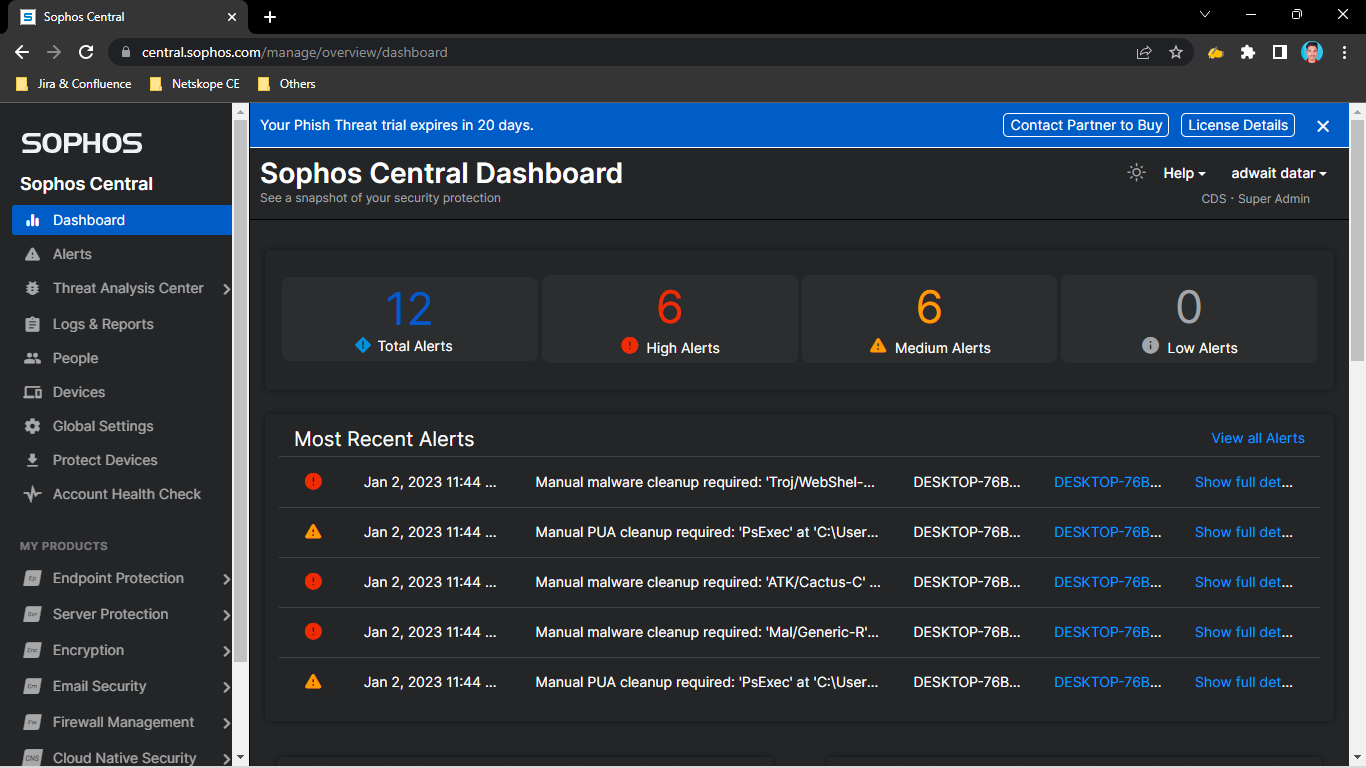 Sophos Central
central.sophos.com/manage/overview/dashboard
Jira & Confluence
Netskope CE
Others
SOPHOS
Sophos Central
Dashboard
Alerts
Threat Analysis Center
Logs & Reports
People
Devices
Global Settings
Protect Devices
Account Health Check
MY PRODUCTS
Ep Endpoint Protection
Svr Server Protection
Enc Encryption
Em Email Security
Fw Firewall Management
CNS Cloud Native Security
Your Phish Threat trial expires in 20 days.
Contact Partner to Buy
License Details
Sophos Central Dashboard
See a snapshot of your security protection
Help
adwait datar
CDS · Super Admin
12
Total Alerts
6
High Alerts
6
Medium Alerts
0
Low Alerts
Most Recent Alerts
View all Alerts
Jan 2, 2023 11:44 ... Manual malware cleanup required: 'Troj/WebShel-... DESKTOP-76B... DESKTOP-76B... Show full det...
Jan 2, 2023 11:44 ... Manual PUA cleanup required: 'PsExec' at 'C:\User... DESKTOP-76B... DESKTOP-76B... Show full det...
Jan 2, 2023 11:44 ... Manual malware cleanup required: 'ATK/Cactus-C' ... DESKTOP-76B... DESKTOP-76B... Show full det...
Jan 2, 2023 11:44 ... Manual malware cleanup required: 'Mal/Generic-R'... DESKTOP-76B... DESKTOP-76B... Show full det...
Jan 2, 2023 11:44 ... Manual PUA cleanup required: 'PsExec' at 'C:\User... DESKTOP-76B... DESKTOP-76B... Show full det...